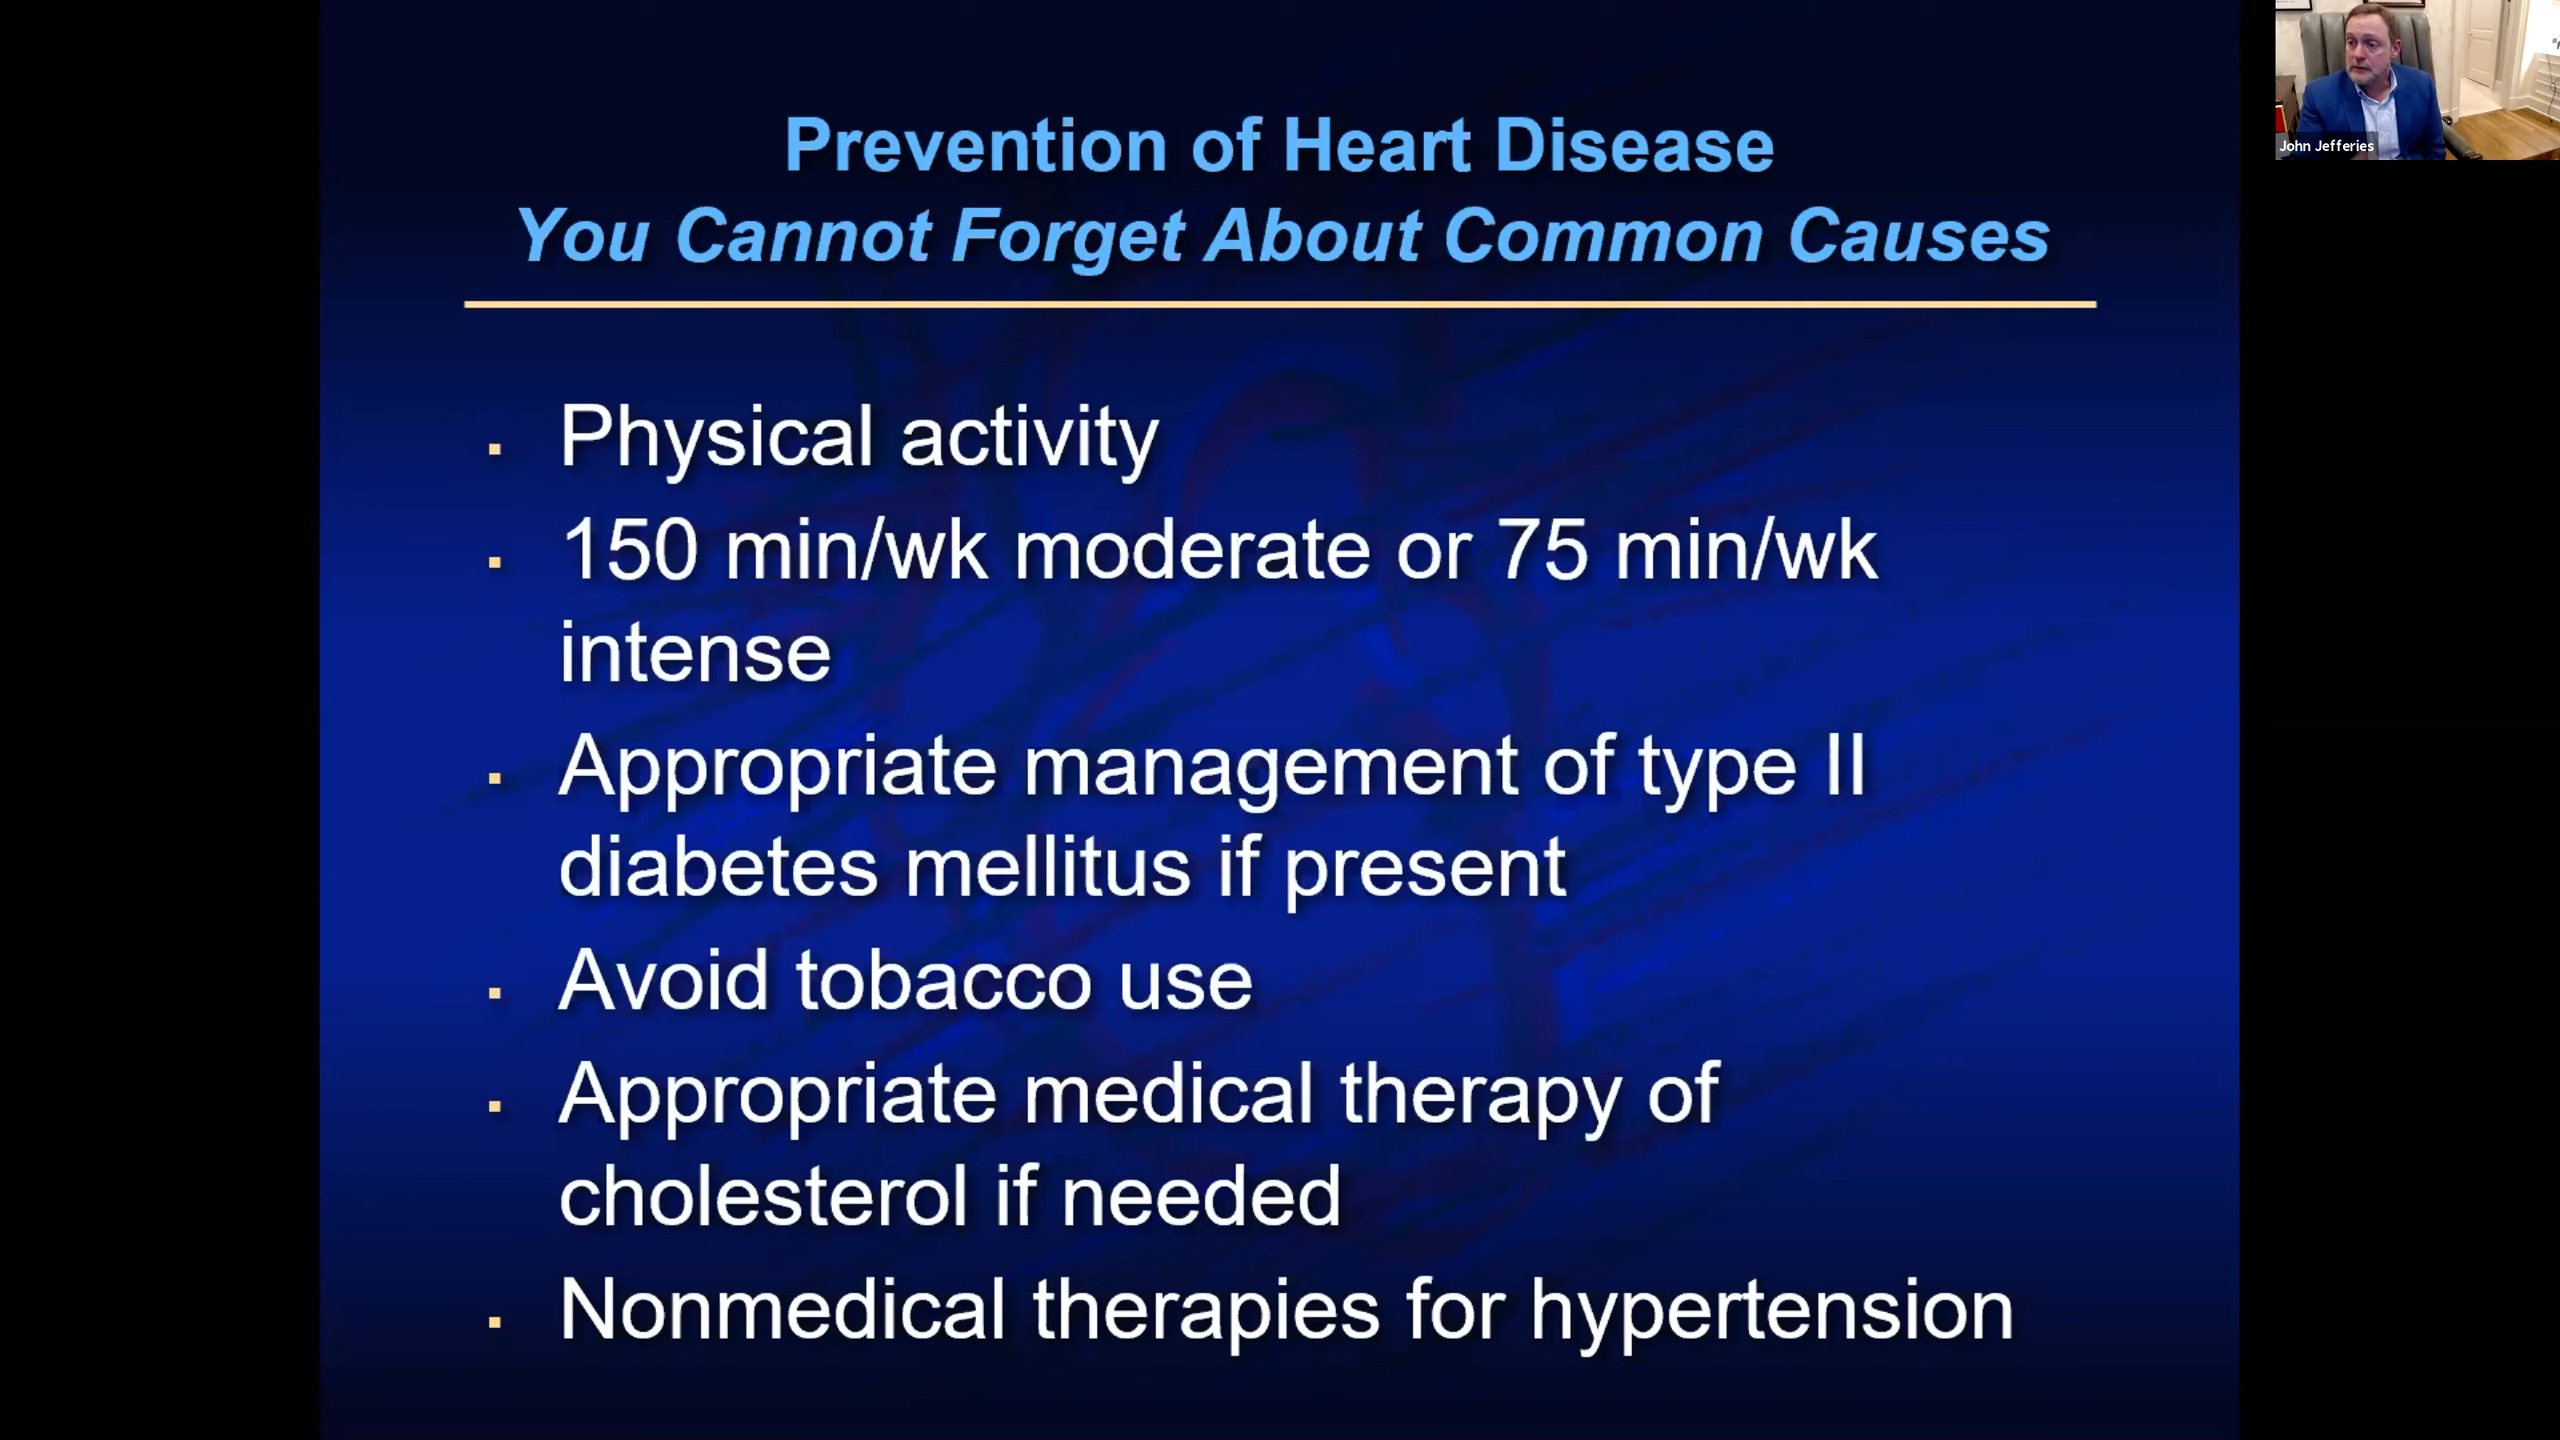 Prevention of Heart Disease
You Cannot Forget About Common Causes
▪ Physical activity
▪ 150 min/wk moderate or 75 min/wk
intense
▪ Appropriate management of type II
diabetes mellitus if present
▪ Avoid tobacco use
▪ Appropriate medical therapy of
cholesterol if needed
▪ Nonmedical therapies for hypertension
John Jefferies